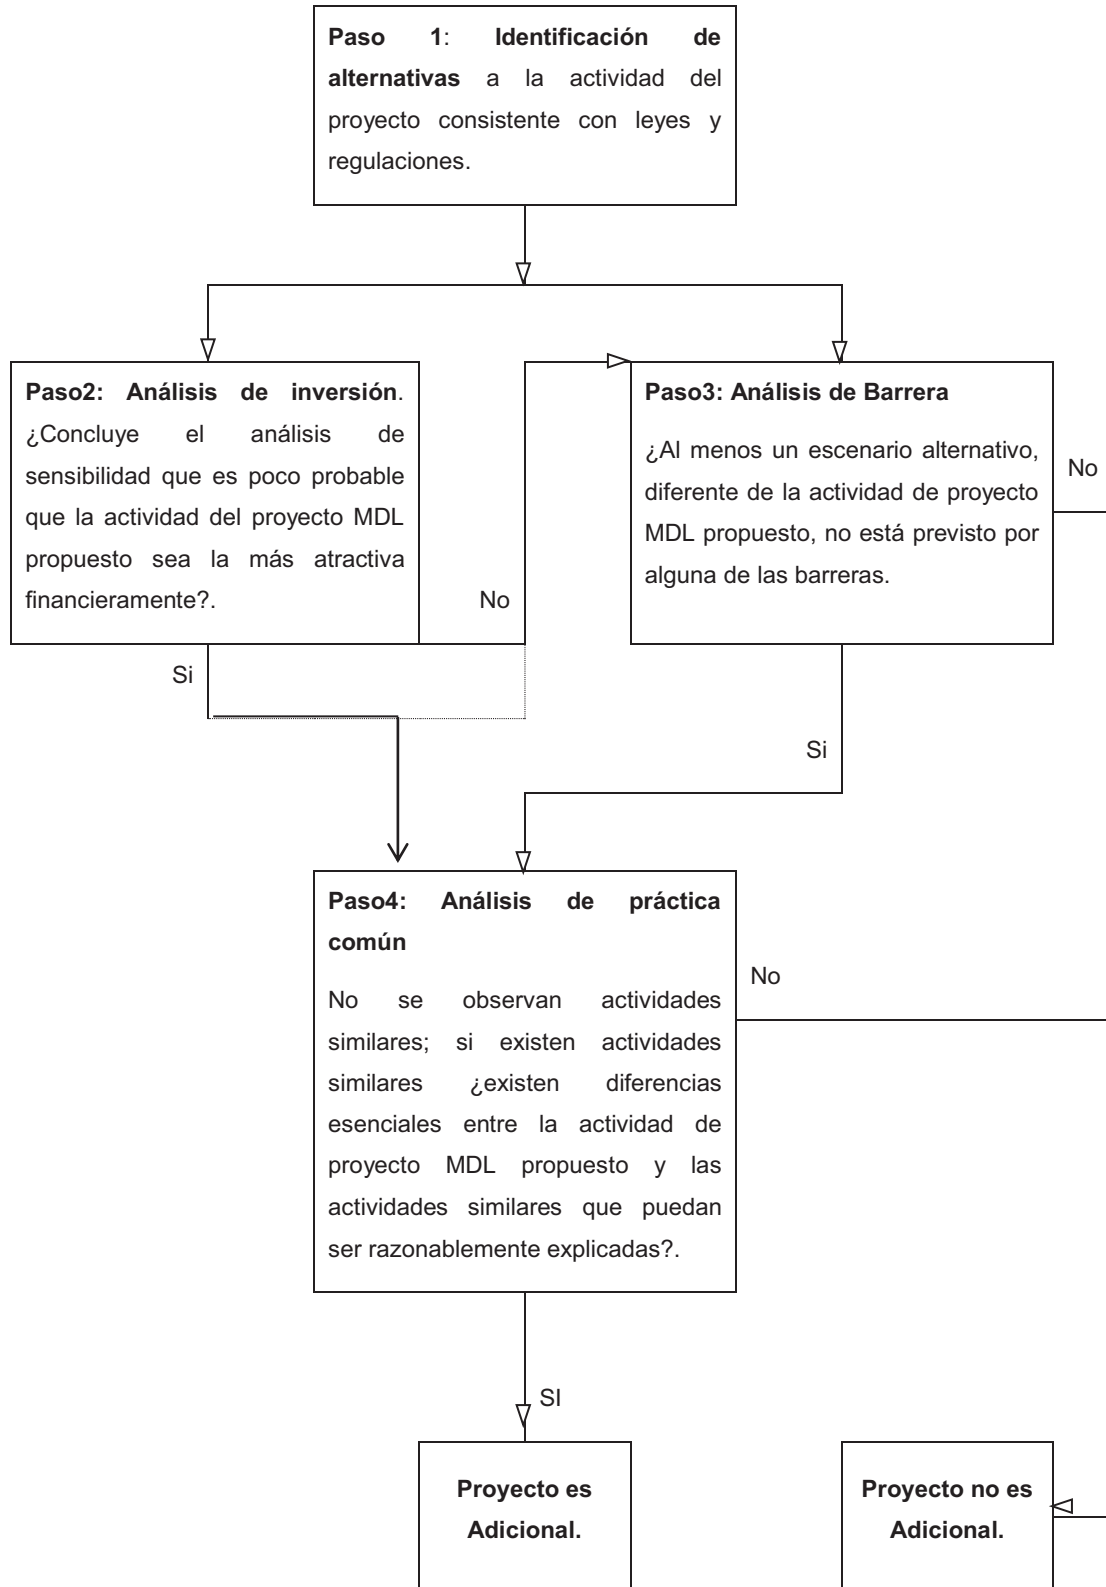 Paso 1: Identificación de
alternativas a la actividad del
proyecto consistente con leyes y
regulaciones.
Paso2: Análisis de inversión.
¿Concluye el análisis de
sensibilidad que es poco probable
que la actividad del proyecto MDL
propuesto sea la más atractiva
financieramente?.
No
Si
Paso3: Análisis de Barrera
¿Al menos un escenario alternativo,
diferente de la actividad de proyecto
MDL propuesto, no está previsto por
alguna de las barreras.
No
Si
Paso4: Análisis de práctica
común
No se observan actividades
similares; si existen actividades
similares ¿existen diferencias
esenciales entre la actividad de
proyecto MDL propuesto y las
actividades similares que puedan
ser razonablemente explicadas?.
No
SI
Proyecto es
Adicional.
Proyecto no es
Adicional.